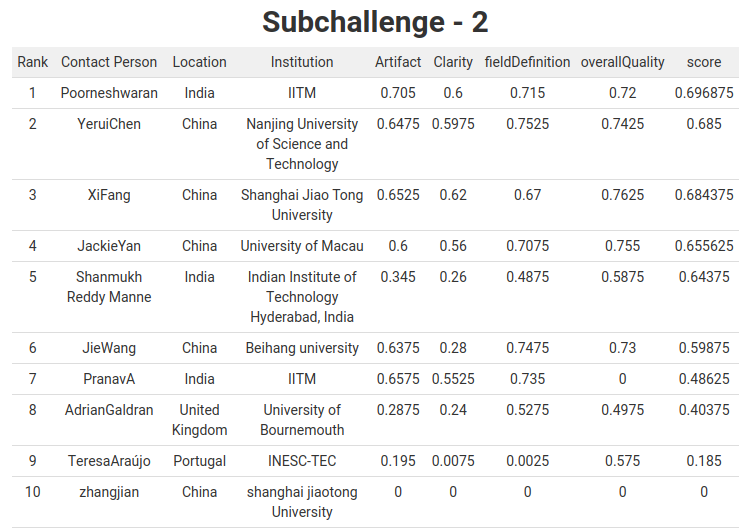 Subchallenge - 2
Rank Contact Person Location Institution Artifact Clarity fieldDefinition overallQuality score
1 Poorneshwaran India IITM 0.705 0.6 0.715 0.72 0.696875
2 YeruiChen China Nanjing University 0.6475 0.5975 0.7525 0.7425 0.685
of Science and
Technology
3 XiFang China Shanghai Jiao Tong 0.6525 0.62 0.67 0.7625 0.684375
University
4 JackieYan China University of Macau 0.6 0.56 0.7075 0.755 0.655625
5 Shanmukh India Indian Institute of 0.345 0.26 0.4875 0.5875 0.64375
Reddy Manne Technology
Hyderabad, India
6 JieWang China Beihang university 0.6375 0.28 0.7475 0.73 0.59875
7 PranavA India IITM 0.6575 0.5525 0.735 0 0.48625
8 AdrianGaldran United University of 0.2875 0.24 0.5275 0.4975 0.40375
Kingdom Bournemouth
9 TeresaAraújo Portugal INESC-TEC 0.195 0.0075 0.0025 0.575 0.185
10 zhangjian China shanghai jiaotong 0 0 0 0 0
University